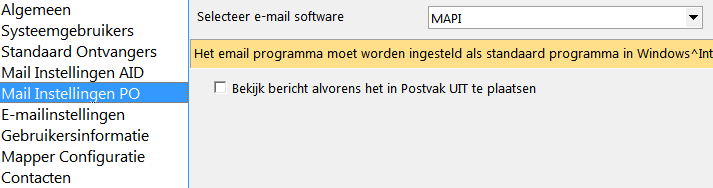 Algemeen
Systeemgebruikers
Standaard Ontvangers
Mail Instellingen AID
Mail Instellingen PO
E-mailinstellingen
Gebruikersinformatie
Mapper Configuratie
Contacten
Selecteer e-mail software
MAPI
Het email programma moet worden ingesteld als standaard programma in Windows^Int
Bekijk bericht alvorens het in Postvak UIT te plaatsen